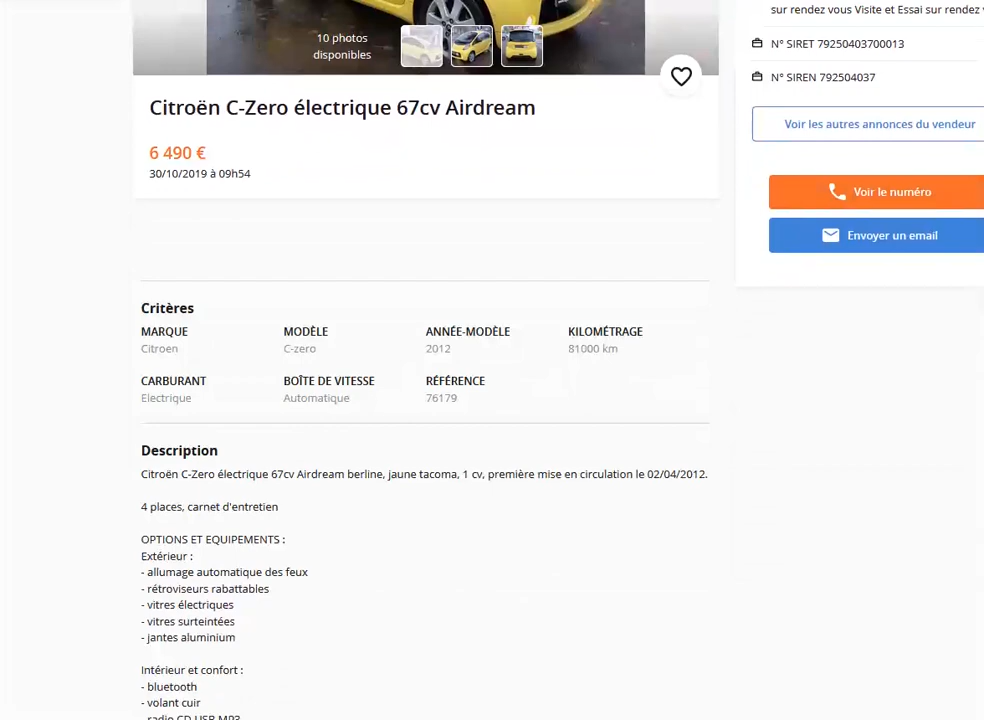 10 photos
disponibles
Citroën C-Zero électrique 67cv Airdream
6 490 €
30/10/2019 à 09h54
Critères
MARQUE MODÈLE ANNÉE-MODÈLE KILOMÉTRAGE
Citroen C-zero 2012 81000 km
CARBURANT BOÎTE DE VITESSE RÉFÉRENCE
Electrique Automatique 76179
Description
Citroën C-Zero électrique 67cv Airdream berline, jaune tacoma, 1 cv, première mise en circulation le 02/04/2012.
4 places, carnet d'entretien
OPTIONS ET EQUIPEMENTS :
Extérieur :
- allumage automatique des feux
- rétroviseurs rabattables
- vitres électriques
- vitres surteintées
- jantes aluminium
Intérieur et confort :
- bluetooth
- volant cuir
- radio CD USB MP3
sur rendez vous Visite et Essai sur rendez
N° SIRET 79250403700013
N° SIREN 792504037
Voir les autres annonces du vendeur
Voir le numéro
Envoyer un email